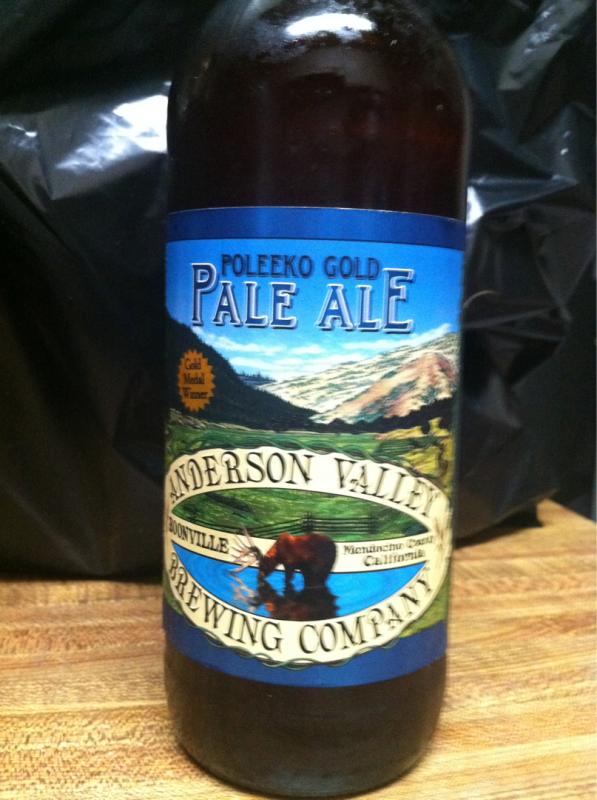 POLEEKO GOLD
PALE ALE
Gold
Medal
Winner
ANDERSON VALLEY
BOONVILLE
Mendocino County
California
BREWING COMPANY